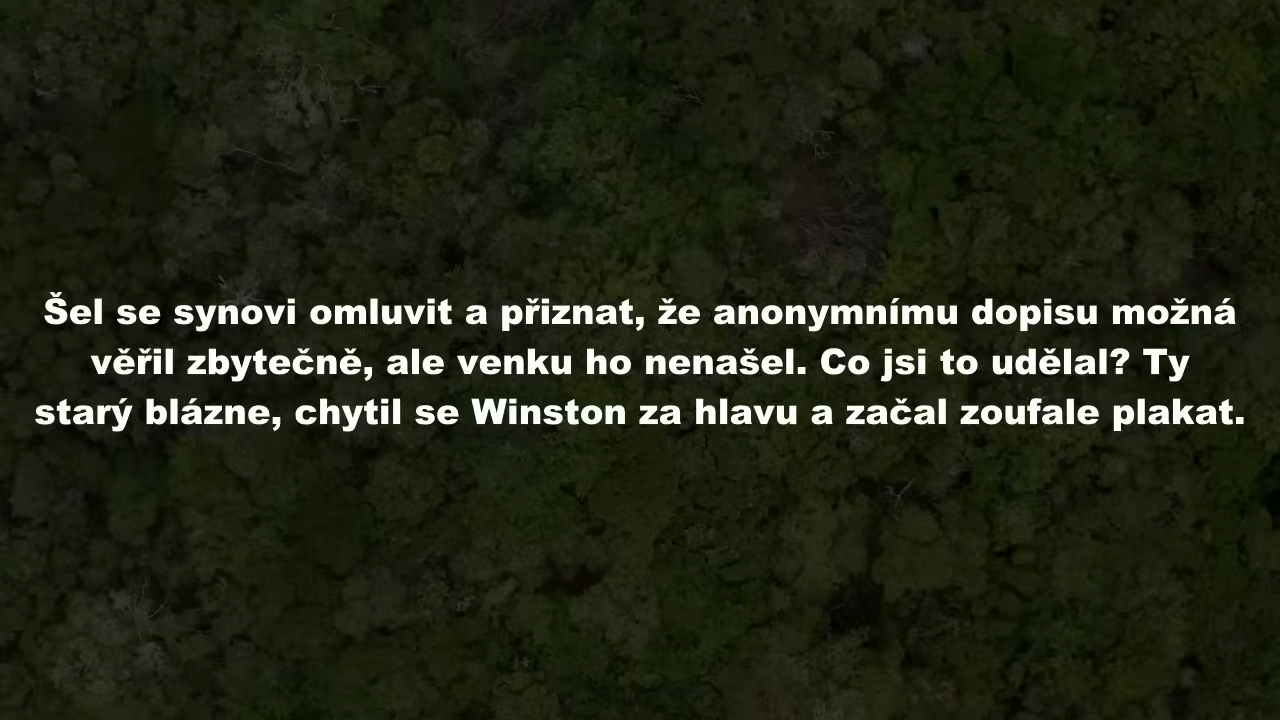 Šel se synovi omluvit a přiznat, že anonymnímu dopisu možná
věřil zbytečně, ale venku ho nenašel. Co jsi to udělal? Ty
starý blázne, chytil se Winston za hlavu a začal zoufale plakat.